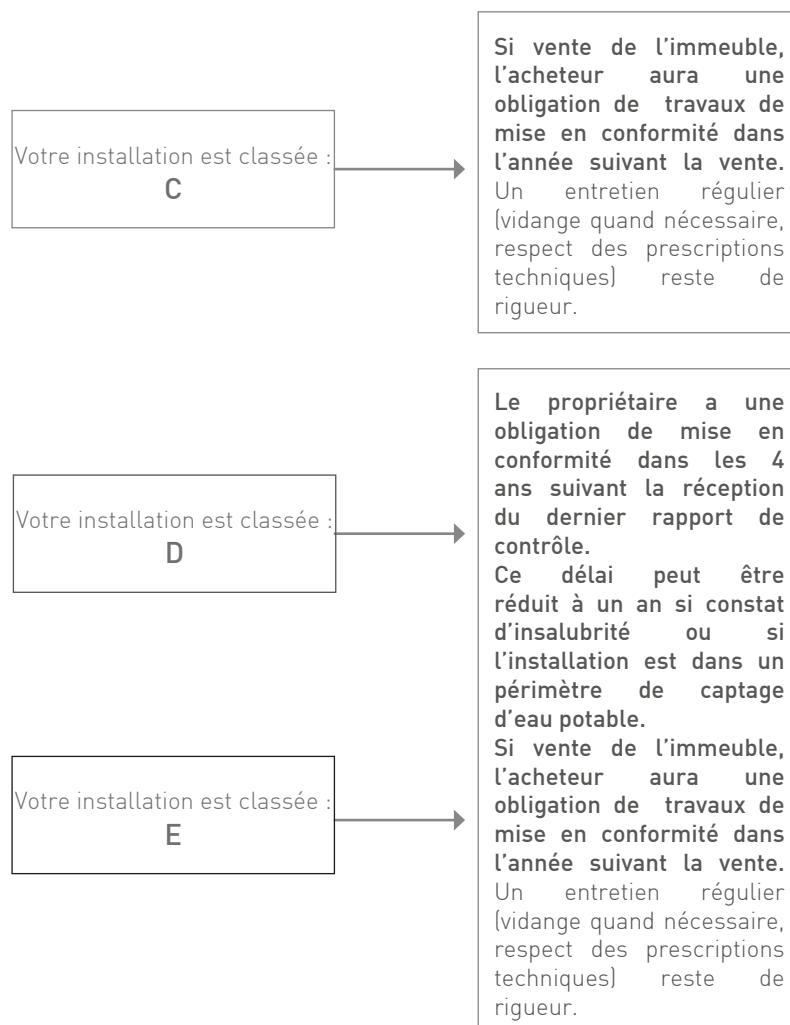 Votre installation est classée :
C
Si vente de l'immeuble,
l'acheteur aura une
obligation de travaux de
mise en conformité dans
l'année suivant la vente.
Un entretien régulier
(vidange quand nécessaire,
respect des prescriptions
techniques) reste de
rigueur.
Votre installation est classée :
D
Votre installation est classée :
E
Le propriétaire a une
obligation de mise en
conformité dans les 4
ans suivant la réception
du dernier rapport de
contrôle.
Ce délai peut être
réduit à un an si constat
d'insalubrité ou si
l'installation est dans un
périmètre de captage
d'eau potable.
Si vente de l'immeuble,
l'acheteur aura une
obligation de travaux de
mise en conformité dans
l'année suivant la vente.
Un entretien régulier
(vidange quand nécessaire,
respect des prescriptions
techniques) reste de
rigueur.